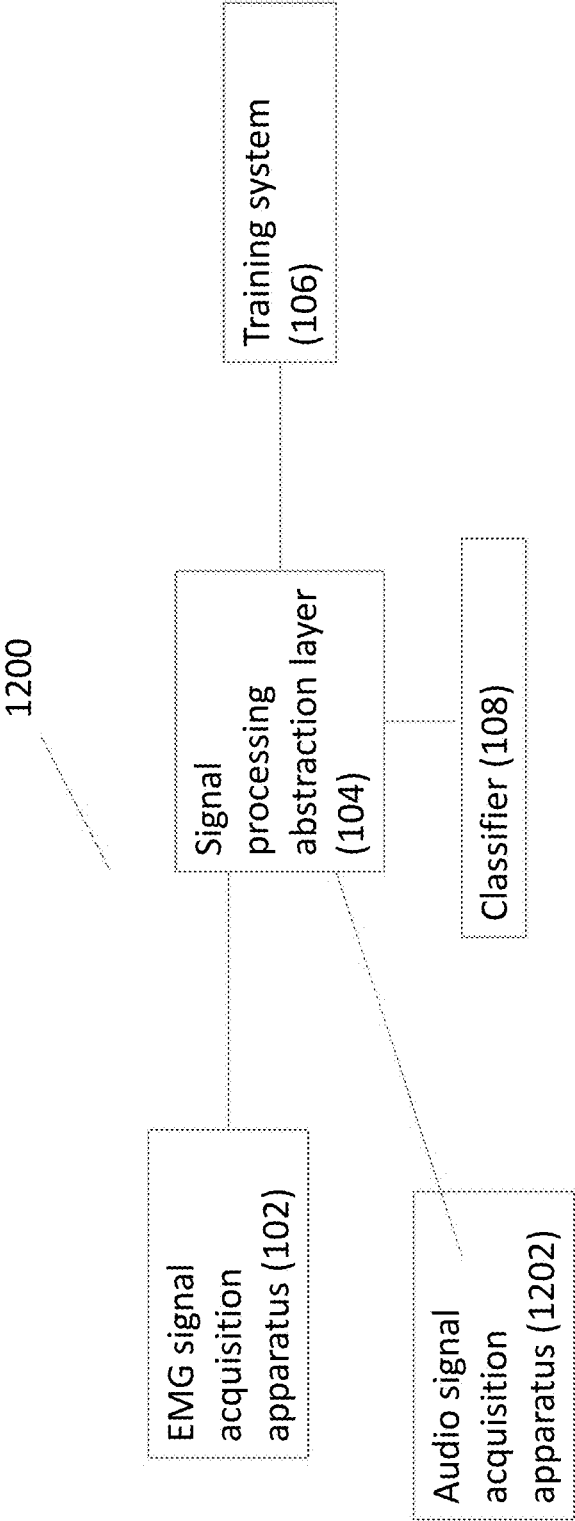 1200
EMG signal
acquisition
apparatus (102)
Signal
processing
abstraction layer
(104)
Training system
(106)
Audio signal
acquisition
apparatus (1202)
Classifier (108)